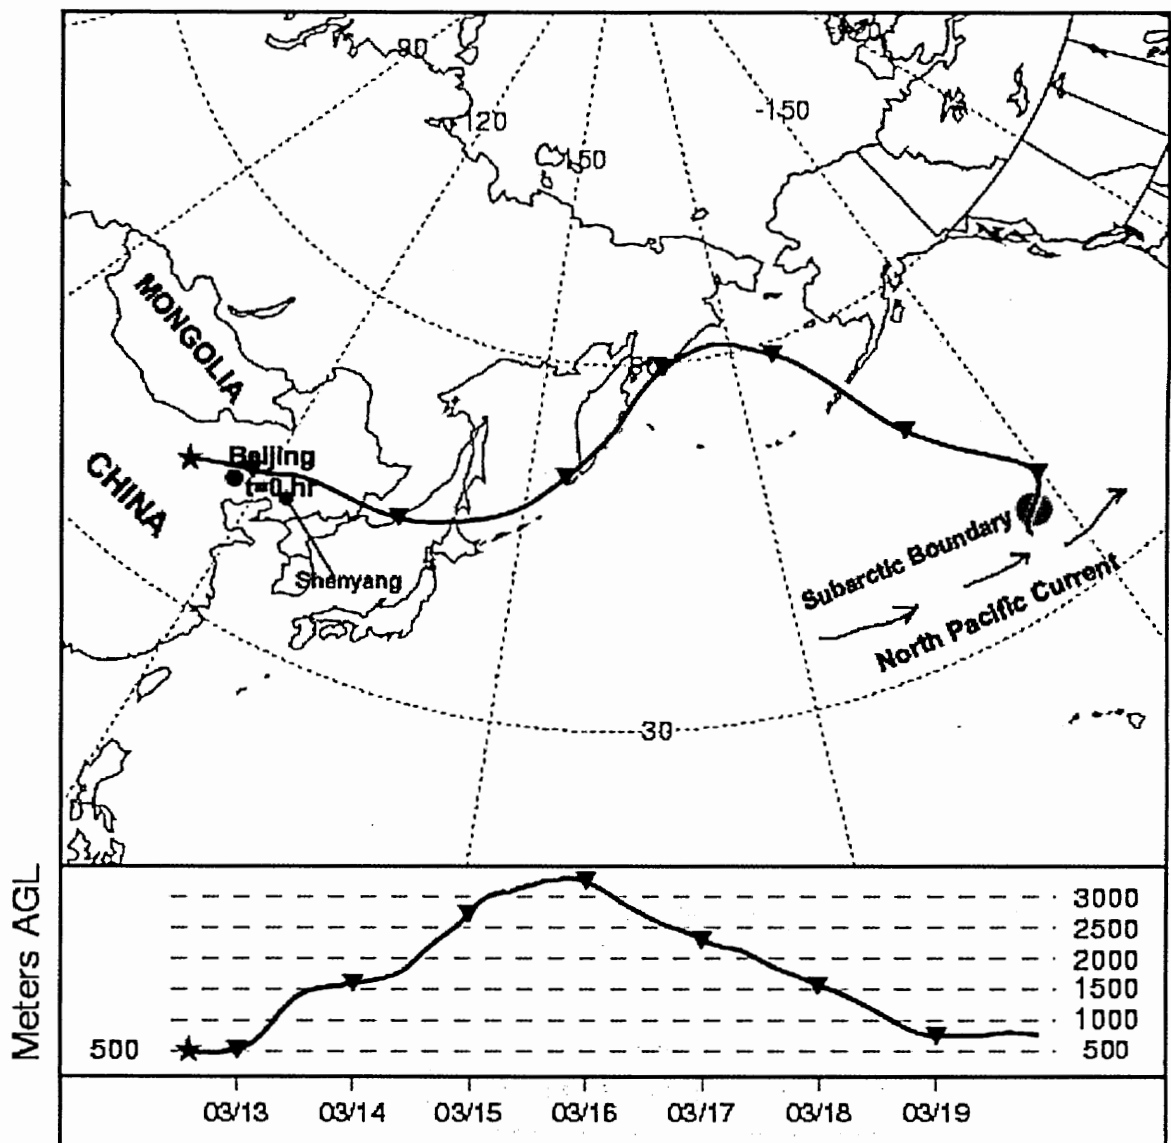 90
120
150
-150
MONGOLIA
60
Beijing
CHINA
t=0 hr
Shenyang
Subarctic Boundary
North Pacific Current
30
Meters AGL
3000
2500
2000
1500
1000
500
500
03/13 03/14 03/15 03/16 03/17 03/18 03/19